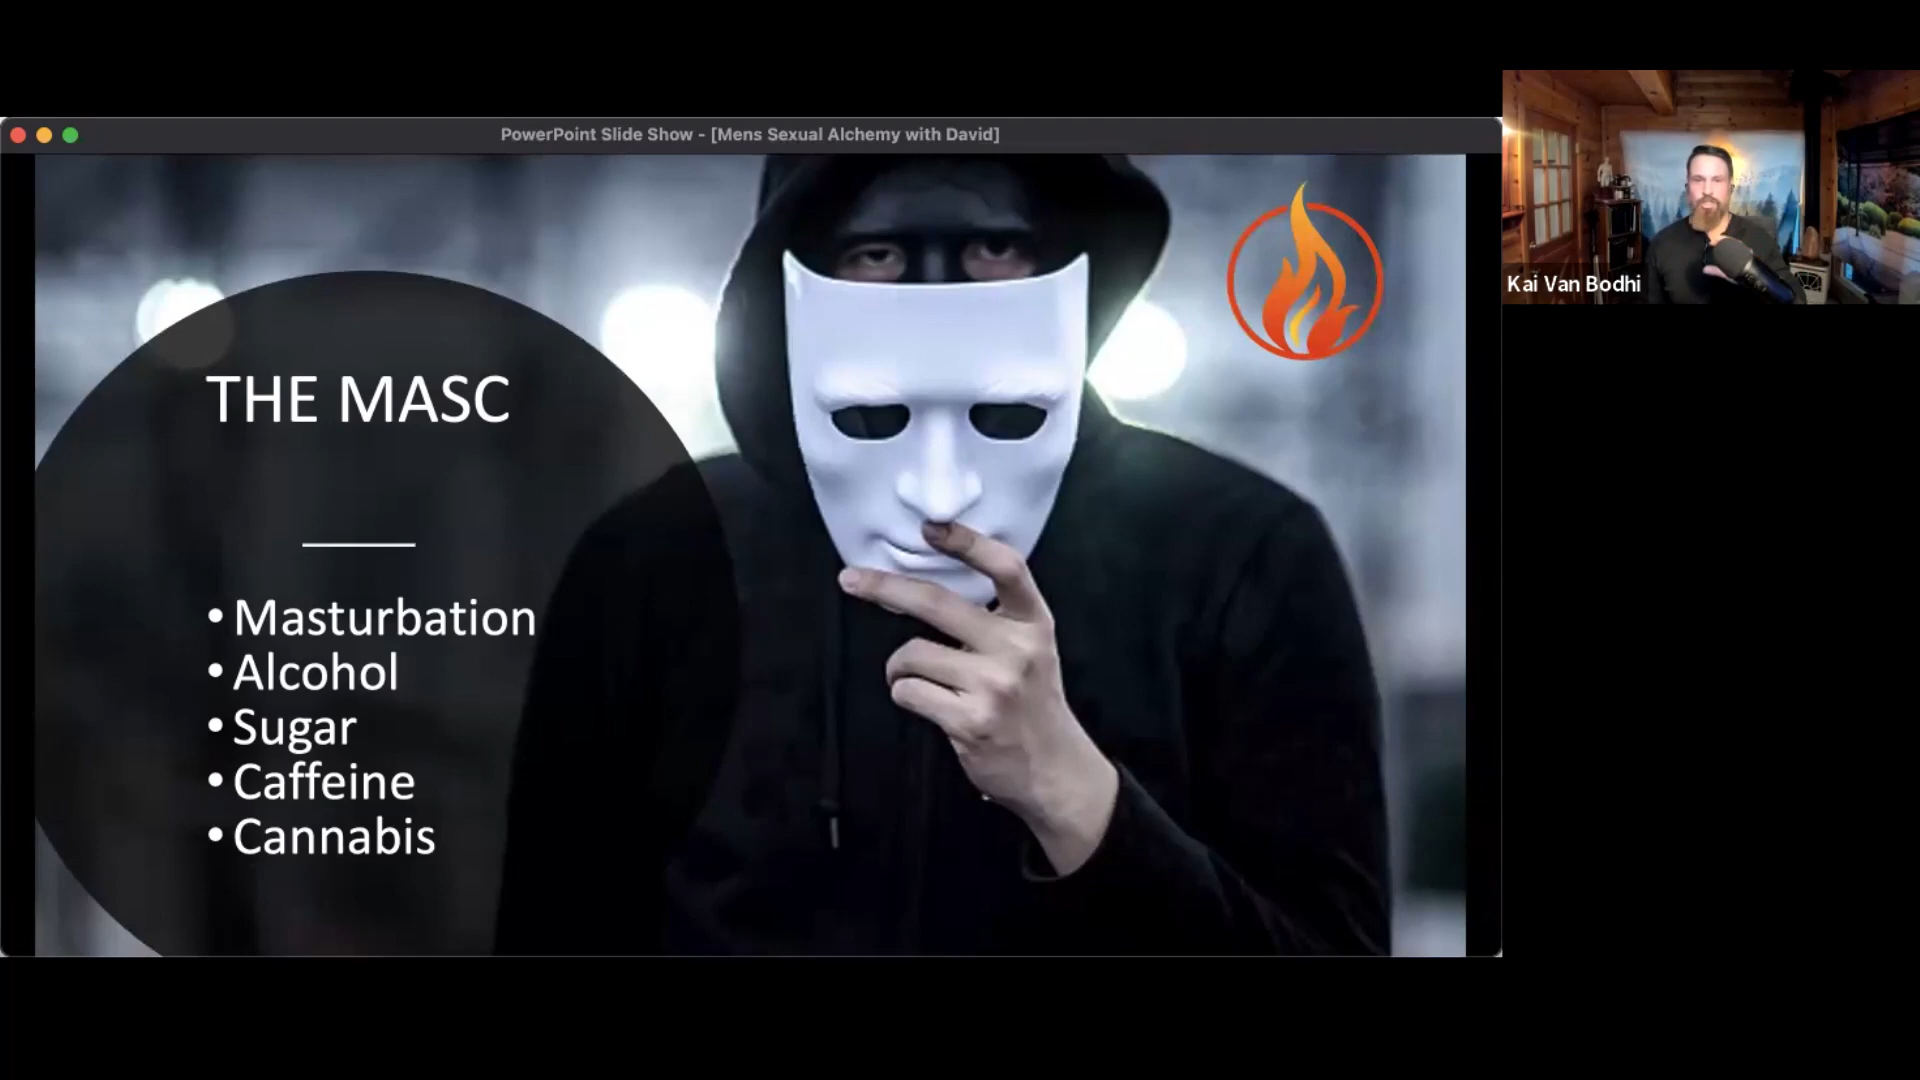 PowerPoint Slide Show - [Mens Sexual Alchemy with David]
THE MASC
• Masturbation
• Alcohol
• Sugar
• Caffeine
• Cannabis
Kai Van Bodhi